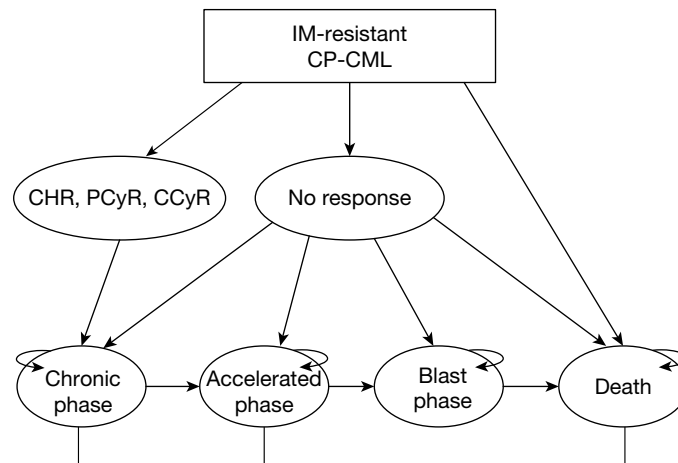 IM-resistant
CP-CML
CHR, PCyR, CCyR
No response
Chronic
phase
Accelerated
phase
Blast
phase
Death